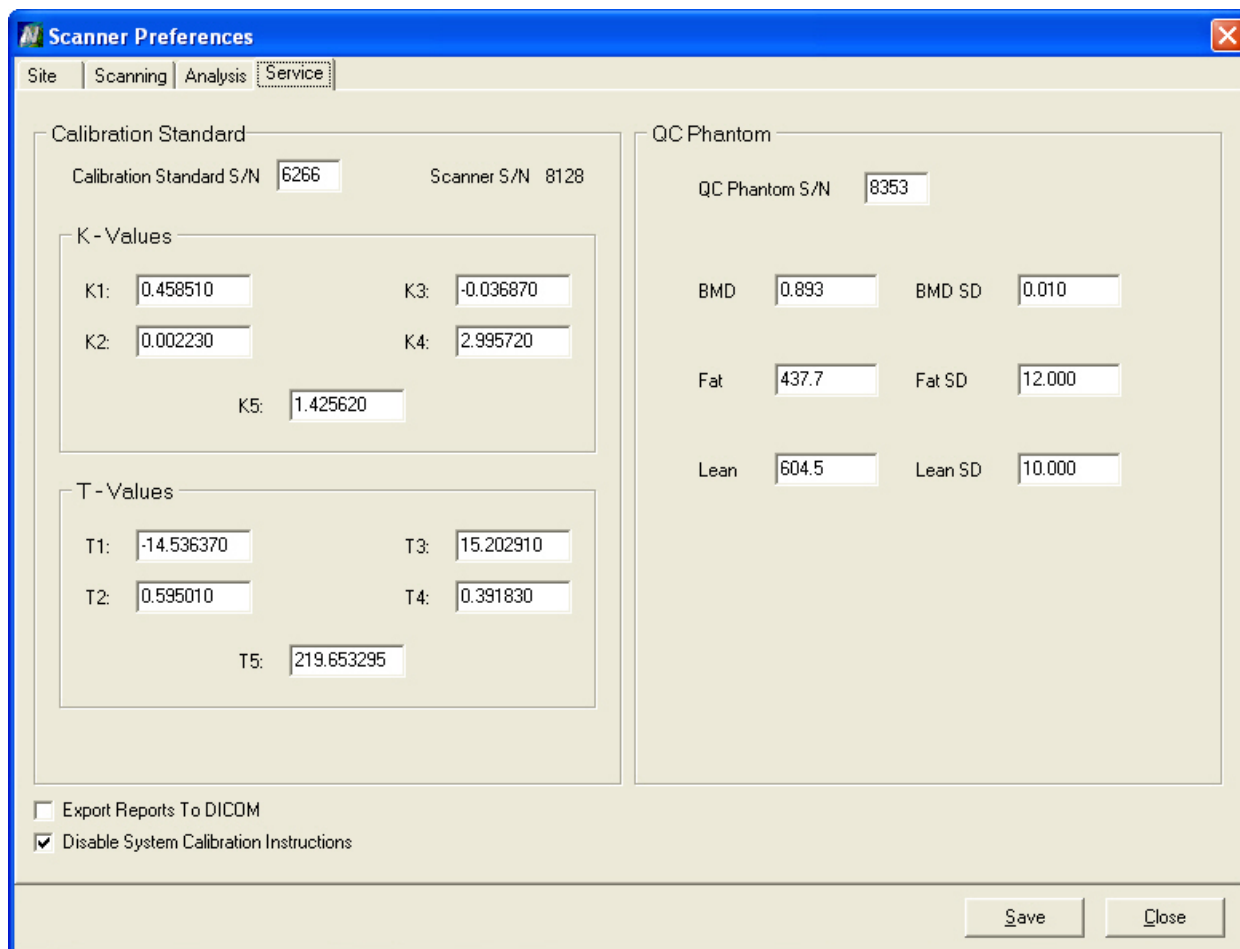 Scanner Preferences
Site Scanning Analysis Service
Calibration Standard
Calibration Standard S/N 6266 Scanner S/N 8128
K - Values
K1: 0.458510 K3: -0.036870
K2: 0.002230 K4: 2.995720
K5: 1.425620
T - Values
T1: -14.536370 T3: 15.202910
T2: 0.595010 T4: 0.391830
T5: 219.653295
QC Phantom
QC Phantom S/N 8353
BMD 0.893 BMD SD 0.010
Fat 437.7 Fat SD 12.000
Lean 604.5 Lean SD 10.000
Export Reports To DICOM
Disable System Calibration Instructions
Save Close